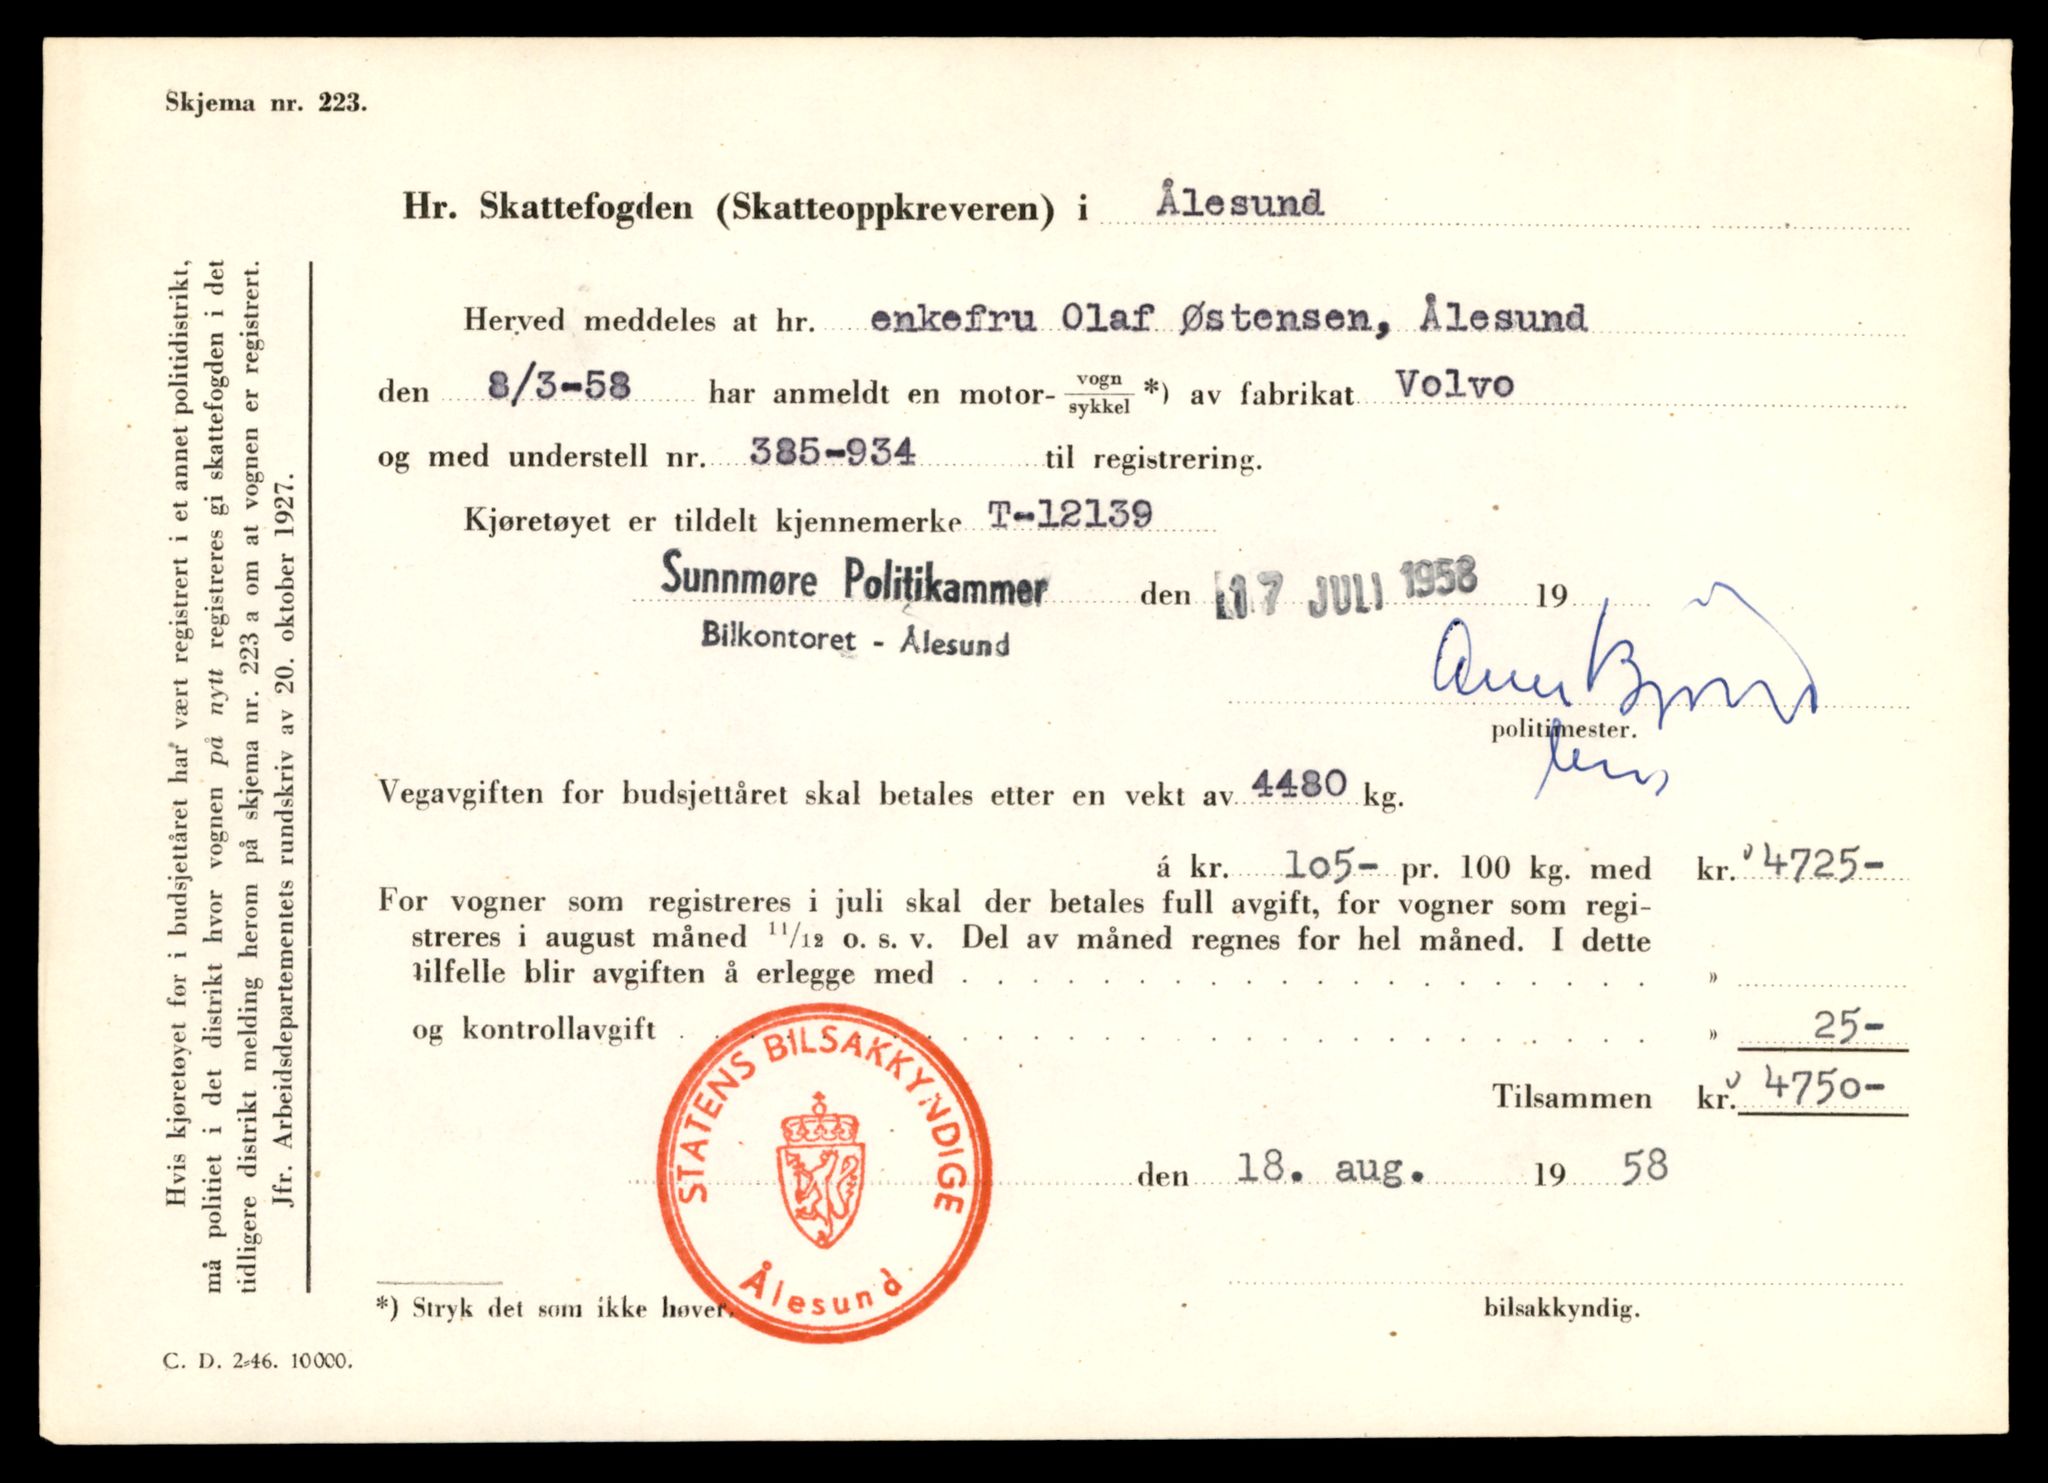 Skjema nr. 223.
Hr. Skattefogden (Skatteoppkreveren) i Ålesund
Herved meddeles at hr. enkefru Olaf Østensen, Ålesund
den 8/3-58 har anmeldt en motor- vogn/sykkel *) av fabrikat Volvo
og med understell nr. 385-934 til registrering.
Kjøretøyet er tildelt kjennemerke T-12139
Sunnmøre Politikammer den 17 JULI 1958 19
Bilkontoret - Ålesund
politimester.
Vegavgiften for budsjettåret skal betales etter en vekt av 4480 kg.
á kr. 105- pr. 100 kg. med kr. 4725-
For vogner som registreres i juli skal der betales full avgift, for vogner som regi-
streres i august måned 11/12 o. s. v. Del av måned regnes for hel måned. I dette
tilfelle blir avgiften å erlegge med . . . . . . . . . . . . . . . . . »
og kontrollavgift . . . . . . . . . . . . . . . . . » 25-
Tilsammen kr. 4750-
den 18. aug. 19 58
STATENS BILSAKKYNDIGE
Ålesund
bilsakkyndig.
*) Stryk det som ikke høver.
C. D. 2-46. 10000.
Hvis kjøretøyet før i budsjettåret har vært registrert i et annet politidistrikt,
må politiet i det distrikt hvor vognen på nytt registreres gi skattefogden i det
tidligere distrikt melding herom på skjema nr. 223 a om at vognen er registrert.
Jfr. Arbeidsdepartementets rundskriv av 20. oktober 1927.